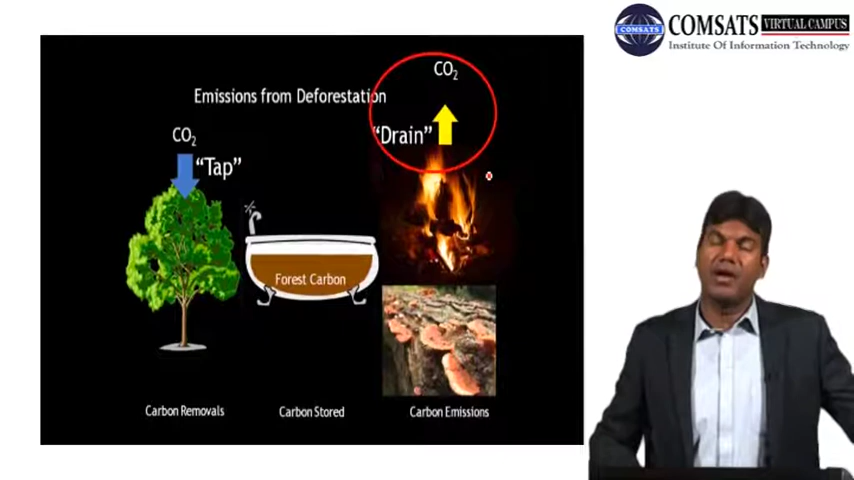 COMSATS VIRTUAL CAMPUS
COMSATS
Institute Of Information Technology
CO₂
Emissions from Deforestation
CO₂
"Drain"
"Tap"
Forest Carbon
Carbon Removals
Carbon Stored
Carbon Emissions